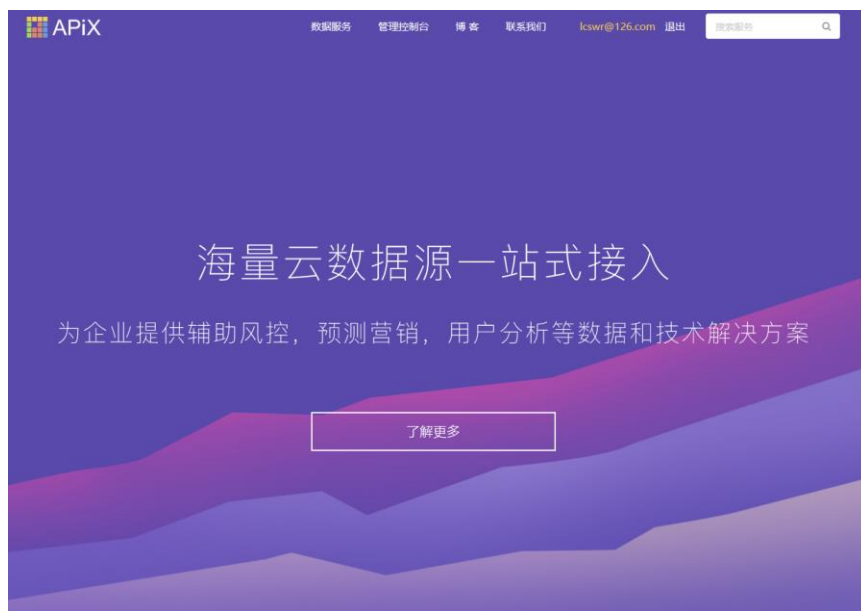 APiX 数据服务 管理控制台 博客 联系我们 lcswr@126.com 退出 搜索服务
海量云数据源一站式接入
为企业提供辅助风控，预测营销，用户分析等数据和技术解决方案
了解更多